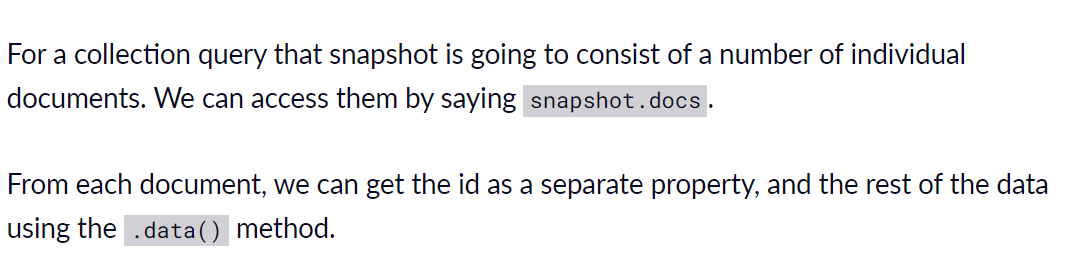 For a collection query that snapshot is going to consist of a number of individual
documents. We can access them by saying snapshot.docs.
From each document, we can get the id as a separate property, and the rest of the data
using the .data() method.